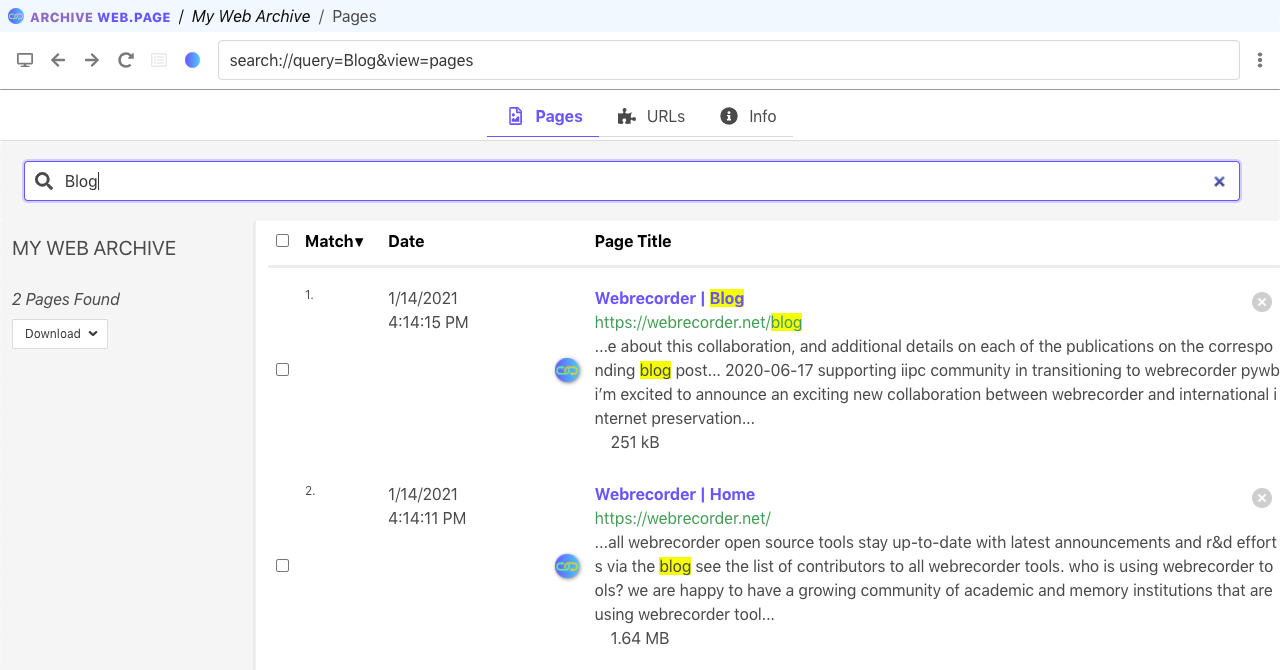 ARCHIVE WEB.PAGE / My Web Archive / Pages
search://query=Blog&view=pages
Pages URLs Info
Blog
MY WEB ARCHIVE
2 Pages Found
Download
Match▾ Date Page Title
1. 1/14/2021 Webrecorder | Blog
4:14:15 PM https://webrecorder.net/blog
...e about this collaboration, and additional details on each of the publications on the correspo
nding blog post... 2020-06-17 supporting iipc community in transitioning to webrecorder pywb
i’m excited to announce an exciting new collaboration between webrecorder and international i
nternet preservation...
251 kB
2. 1/14/2021 Webrecorder | Home
4:14:11 PM https://webrecorder.net/
...all webrecorder open source tools stay up-to-date with latest announcements and r&d effort
s via the blog see the list of contributors to all webrecorder tools. who is using webrecorder to
ols? we are happy to have a growing community of academic and memory institutions that are
using webrecorder tool...
1.64 MB